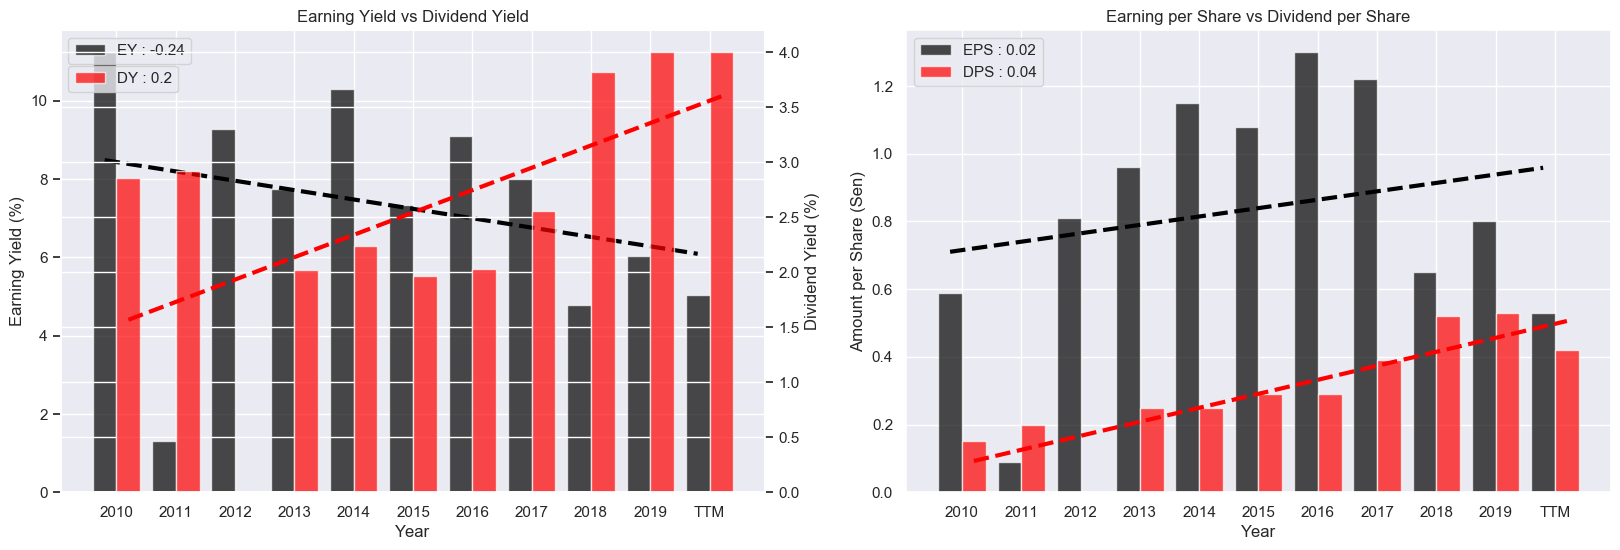 Earning Yield vs Dividend Yield
EY : -0.24
DY : 0.2
Earning Yield (%)
10
8
6
4
2
0
4.0
3.5
3.0
2.5
2.0
1.5
1.0
0.5
0.0
Dividend Yield (%)
2010 2011 2012 2013 2014 2015 2016 2017 2018 2019 TTM
Year
Earning per Share vs Dividend per Share
EPS : 0.02
DPS : 0.04
Amount per Share (Sen)
1.2
1.0
0.8
0.6
0.4
0.2
0.0
2010 2011 2012 2013 2014 2015 2016 2017 2018 2019 TTM
Year